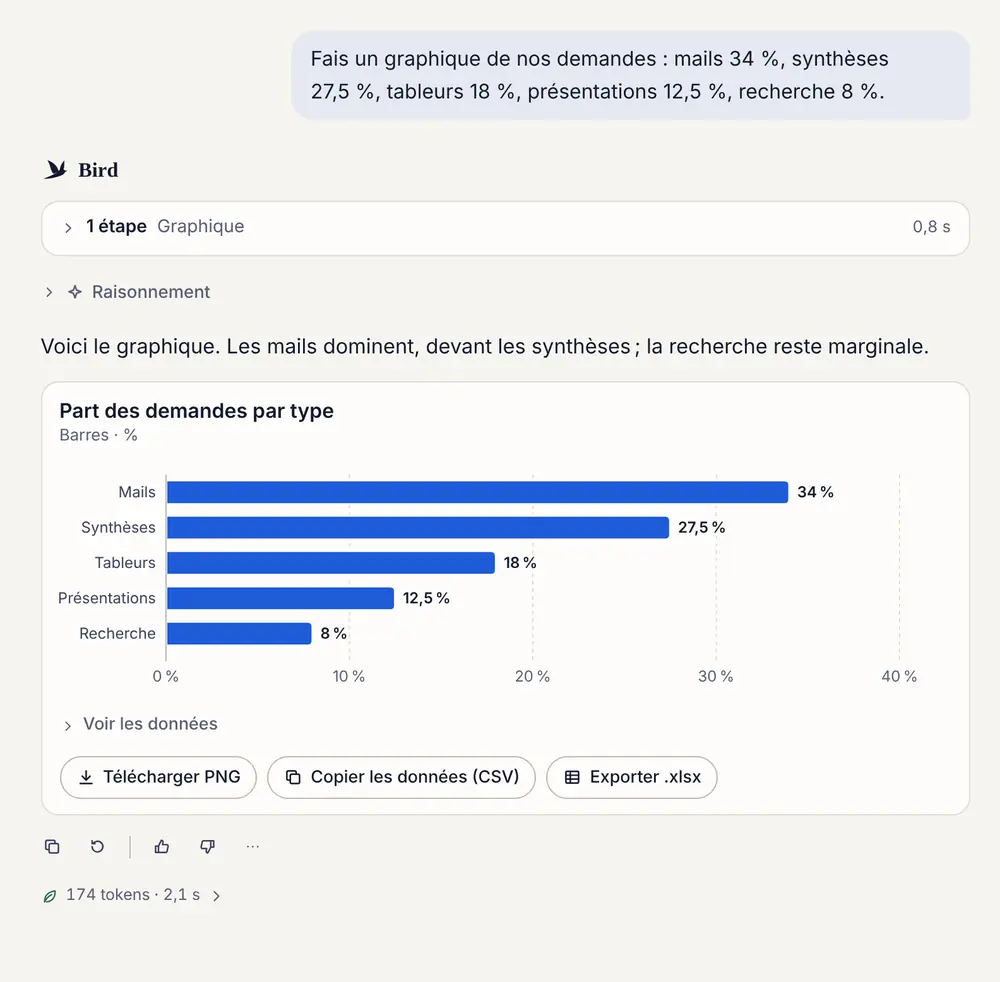 Fais un graphique de nos demandes : mails 34 %, synthèses
27,5 %, tableurs 18 %, présentations 12,5 %, recherche 8 %.
Bird
1 étape Graphique 0,8 s
Raisonnement
Voici le graphique. Les mails dominent, devant les synthèses ; la recherche reste marginale.
Part des demandes par type
Barres · %
Mails 34 %
Synthèses 27,5 %
Tableurs 18 %
Présentations 12,5 %
Recherche 8 %
0 % 10 % 20 % 30 % 40 %
Voir les données
Télécharger PNG Copier les données (CSV) Exporter .xlsx
174 tokens · 2,1 s